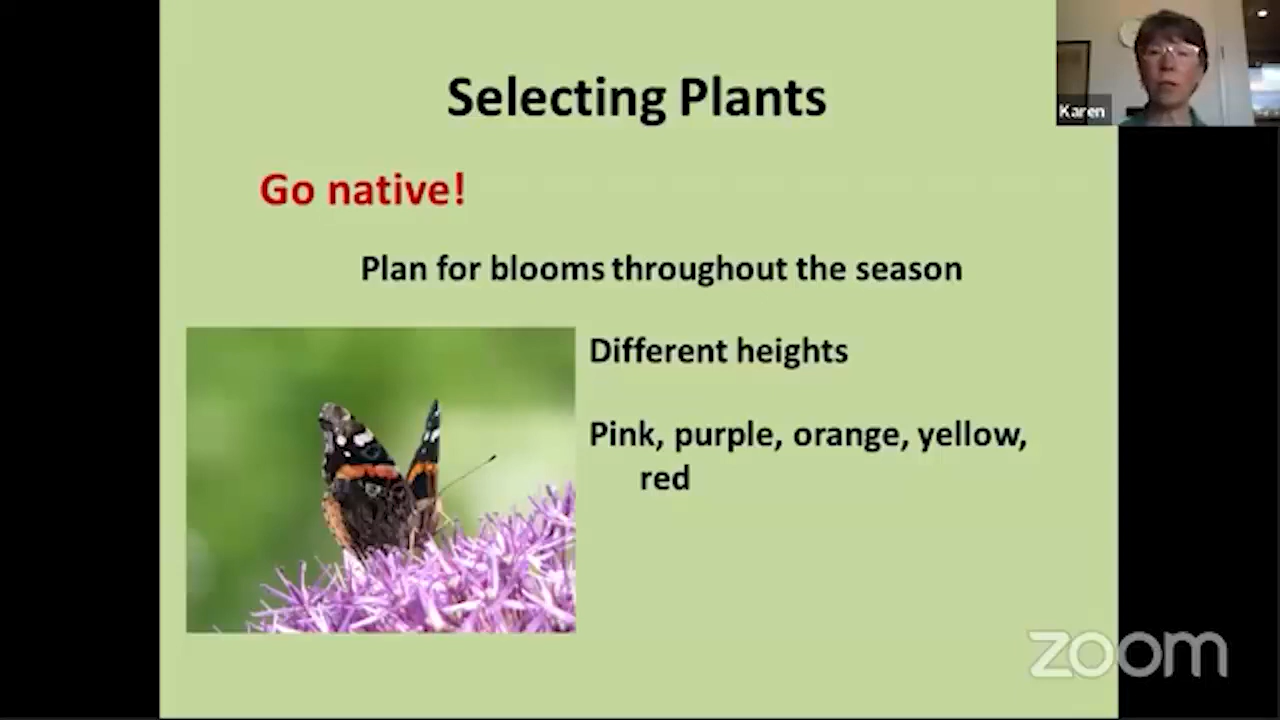 Selecting Plants
Karen
Go native!
Plan for blooms throughout the season
Different heights
Pink, purple, orange, yellow,
red
zoom